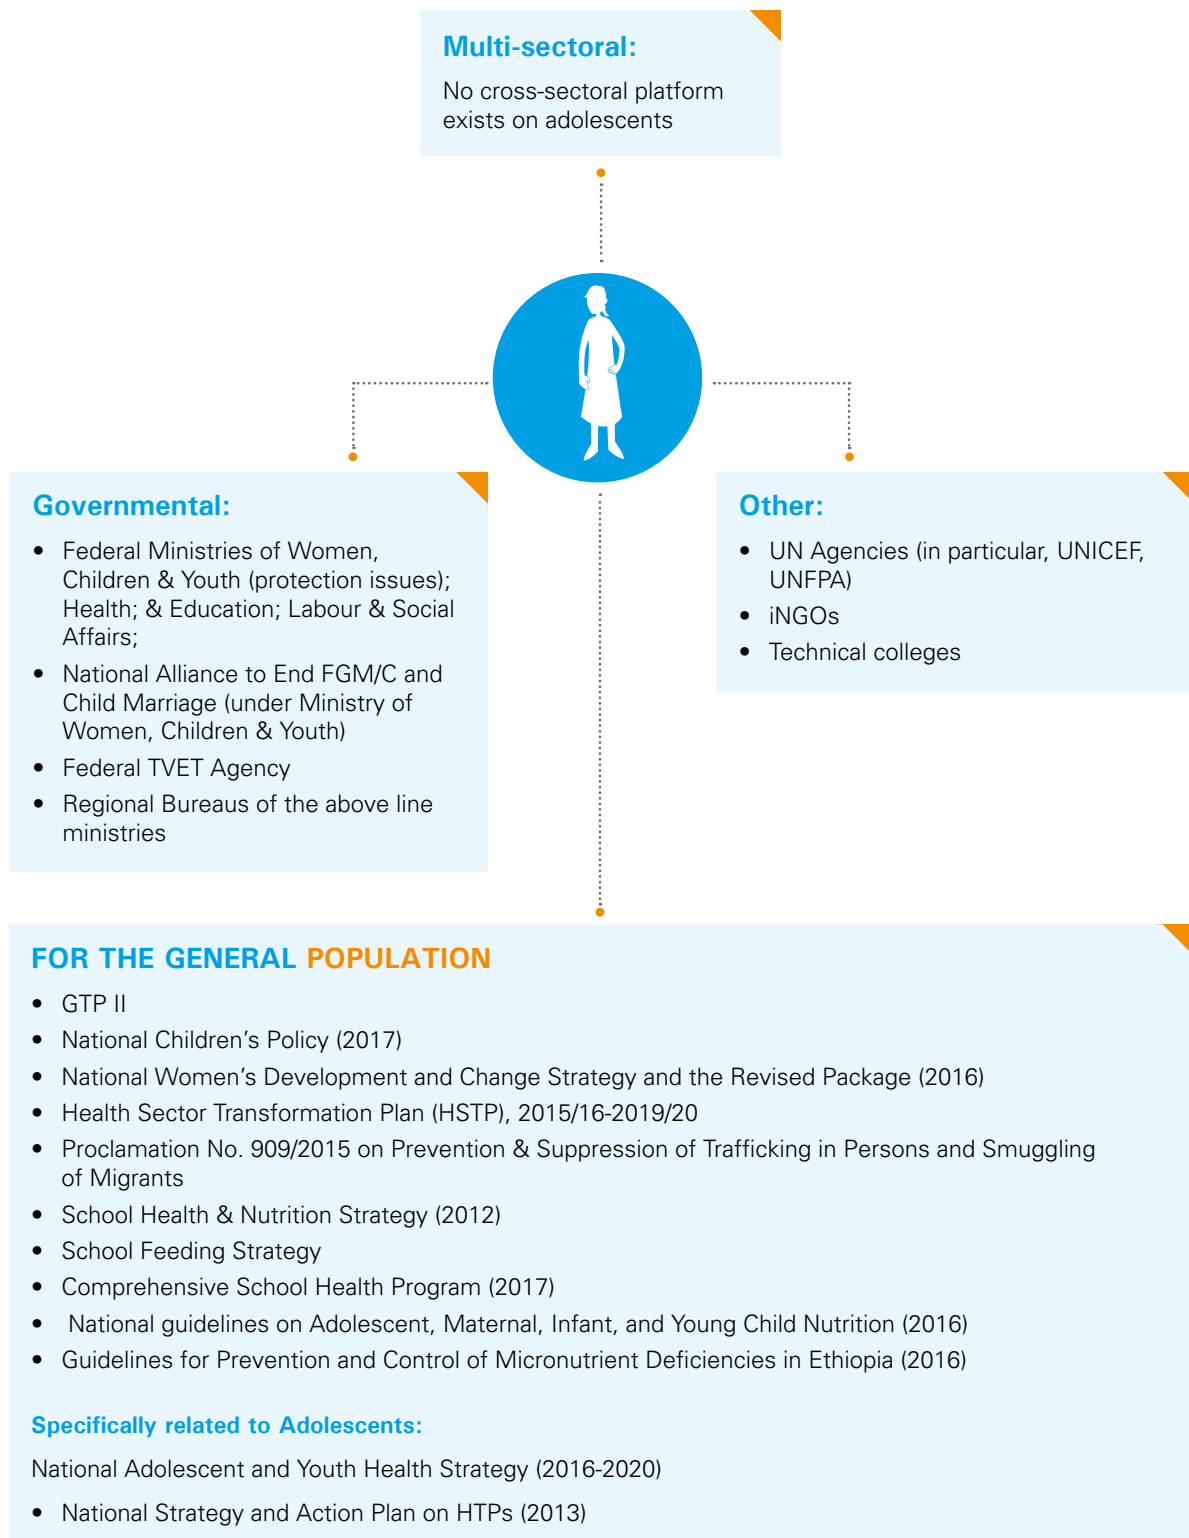 Multi-sectoral:
No cross-sectoral platform
exists on adolescents
Governmental:
• Federal Ministries of Women,
Children & Youth (protection issues);
Health; & Education; Labour & Social
Affairs;
• National Alliance to End FGM/C and
Child Marriage (under Ministry of
Women, Children & Youth)
• Federal TVET Agency
• Regional Bureaus of the above line
ministries
Other:
• UN Agencies (in particular, UNICEF,
UNFPA)
• iNGOs
• Technical colleges
FOR THE GENERAL POPULATION
• GTP II
• National Children’s Policy (2017)
• National Women’s Development and Change Strategy and the Revised Package (2016)
• Health Sector Transformation Plan (HSTP), 2015/16-2019/20
• Proclamation No. 909/2015 on Prevention & Suppression of Trafficking in Persons and Smuggling
of Migrants
• School Health & Nutrition Strategy (2012)
• School Feeding Strategy
• Comprehensive School Health Program (2017)
• National guidelines on Adolescent, Maternal, Infant, and Young Child Nutrition (2016)
• Guidelines for Prevention and Control of Micronutrient Deficiencies in Ethiopia (2016)
Specifically related to Adolescents:
National Adolescent and Youth Health Strategy (2016-2020)
• National Strategy and Action Plan on HTPs (2013)